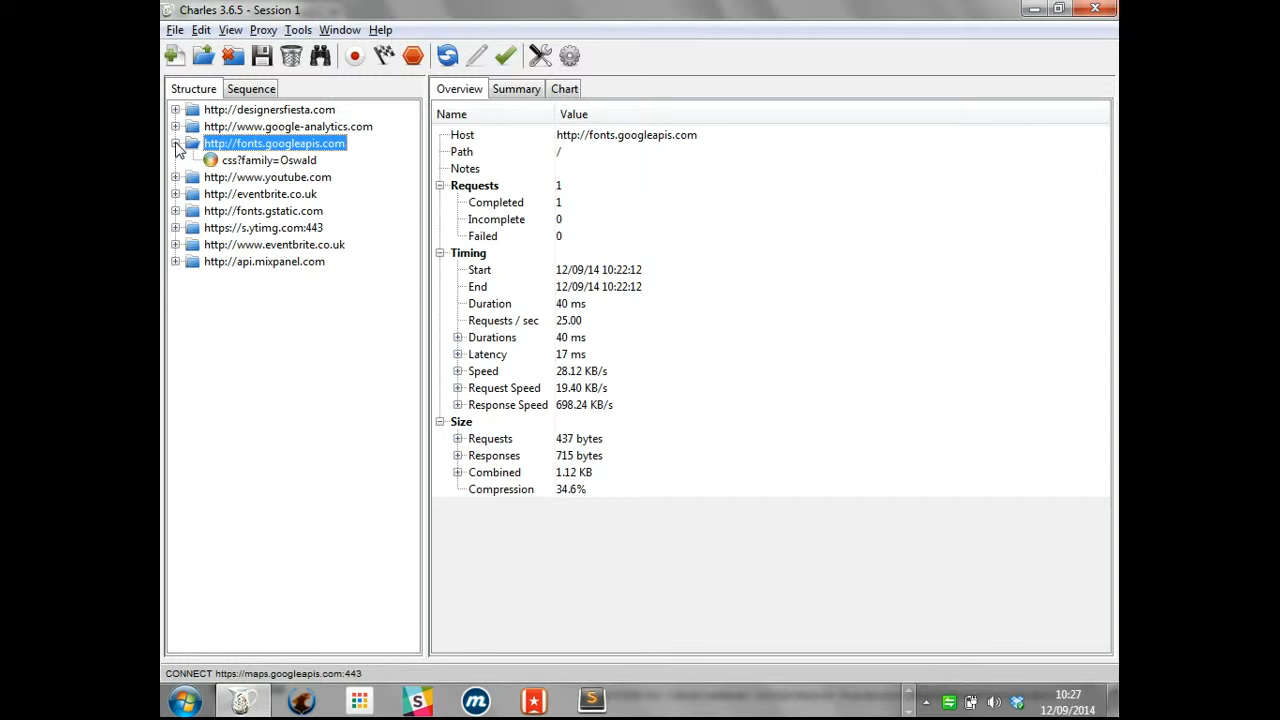 Charles 3.6.5 - Session 1
File Edit View Proxy Tools Window Help
Structure Sequence
http://designersfiesta.com
http://www.google-analytics.com
http://fonts.googleapis.com
css?family=Oswald
http://www.youtube.com
http://eventbrite.co.uk
http://fonts.gstatic.com
https://s.ytimg.com:443
http://www.eventbrite.co.uk
http://api.mixpanel.com
Overview Summary Chart
Name Value
Host http://fonts.googleapis.com
Path /
Notes
Requests 1
Completed 1
Incomplete 0
Failed 0
Timing
Start 12/09/14 10:22:12
End 12/09/14 10:22:12
Duration 40 ms
Requests / sec 25.00
Durations 40 ms
Latency 17 ms
Speed 28.12 KB/s
Request Speed 19.40 KB/s
Response Speed 698.24 KB/s
Size
Requests 437 bytes
Responses 715 bytes
Combined 1.12 KB
Compression 34.6%
CONNECT https://maps.googleapis.com:443
S m S
10:27
12/09/2014